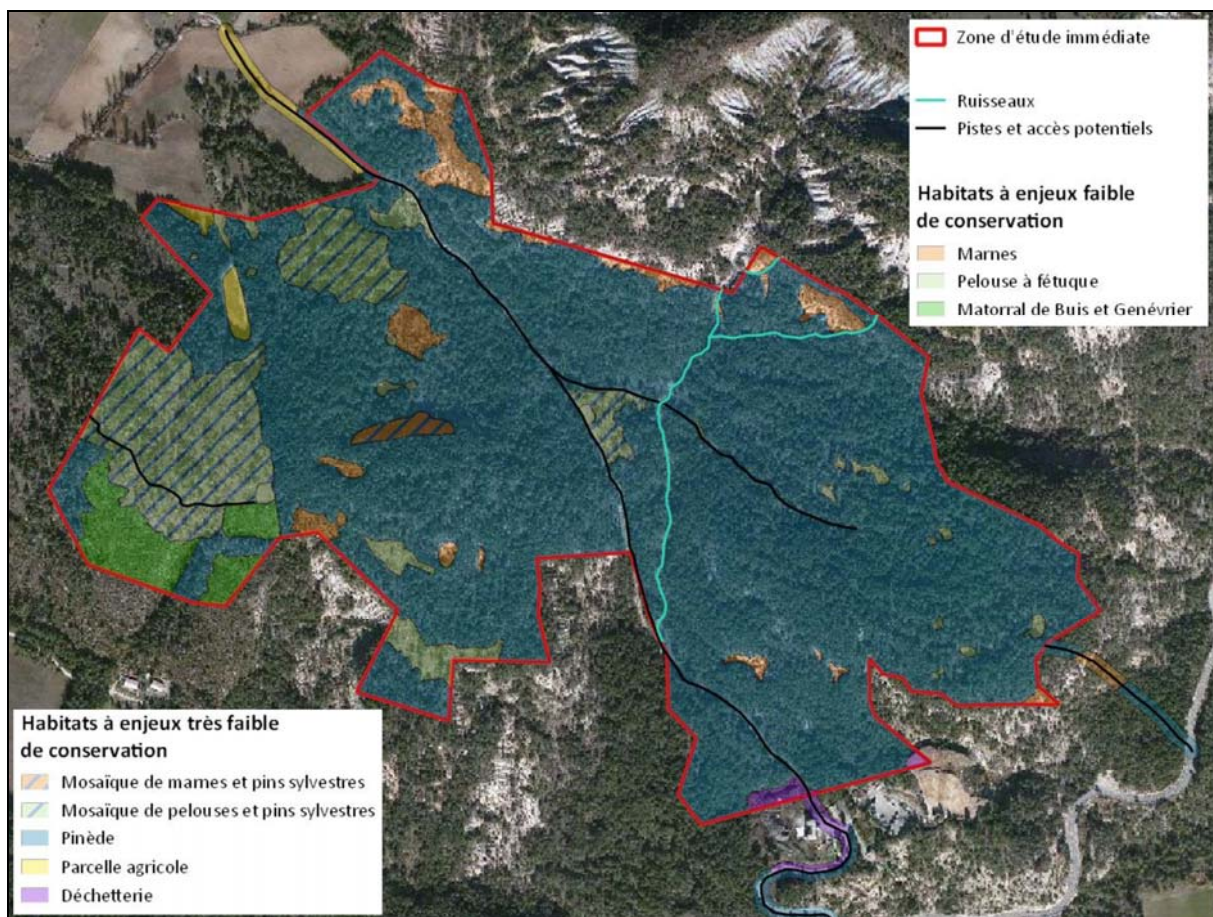 Zone d'étude immédiate
Ruisseaux
Pistes et accès potentiels
Habitats à enjeux faible
de conservation
Marnes
Pelouse à fétuque
Matorral de Buis et Genévrier
Habitats à enjeux très faible
de conservation
Mosaïque de marnes et pins sylvestres
Mosaïque de pelouses et pins sylvestres
Pinède
Parcelle agricole
Déchetterie